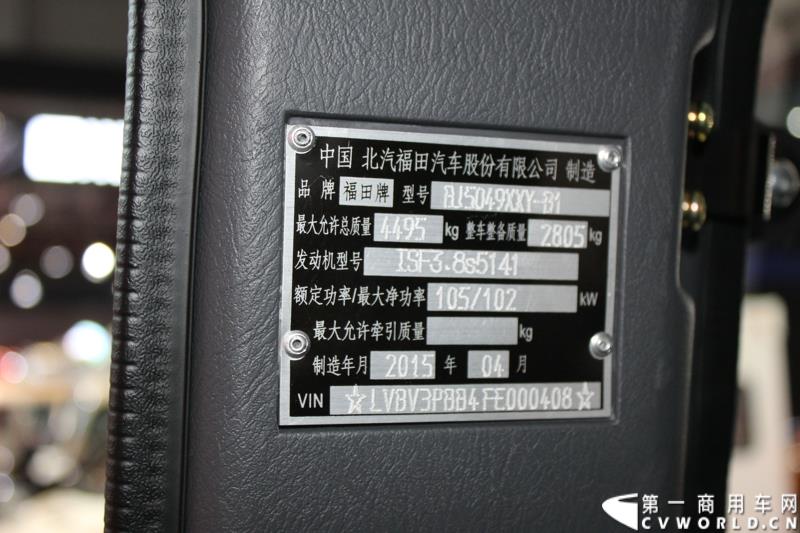 中国 北汽福田汽车股份有限公司 制造
品牌 福田牌 型号 BJ5049XXY-B1
最大允许总质量 4495 kg 整车整备质量 2805 kg
发动机型号 ISF3.8s5141
额定功率/最大净功率 105/102 kW
最大允许牵引质量 kg
制造年月 2015 年 04 月
VIN ☆LVBV3PBB4FE000408☆
第一商用车网
CVWORLD.CN